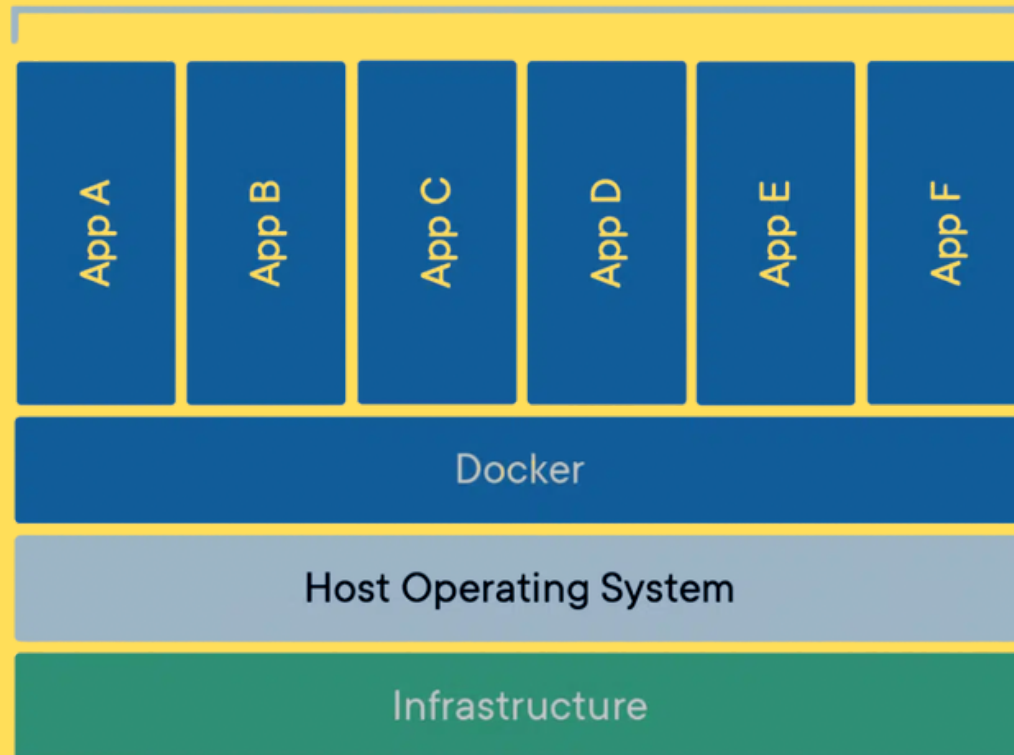 App A
App B
App C
App D
App E
App F
Docker
Host Operating System
Infrastructure